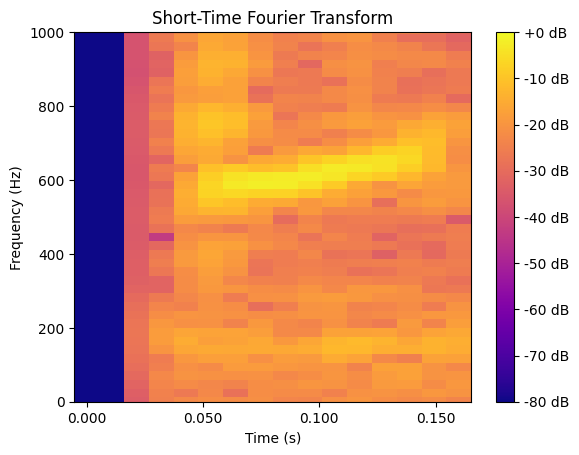 Short-Time Fourier Transform
1000
800
600
400
200
0
Frequency (Hz)
0.000
0.050
0.100
0.150
Time (s)
+0 dB
-10 dB
-20 dB
-30 dB
-40 dB
-50 dB
-60 dB
-70 dB
-80 dB